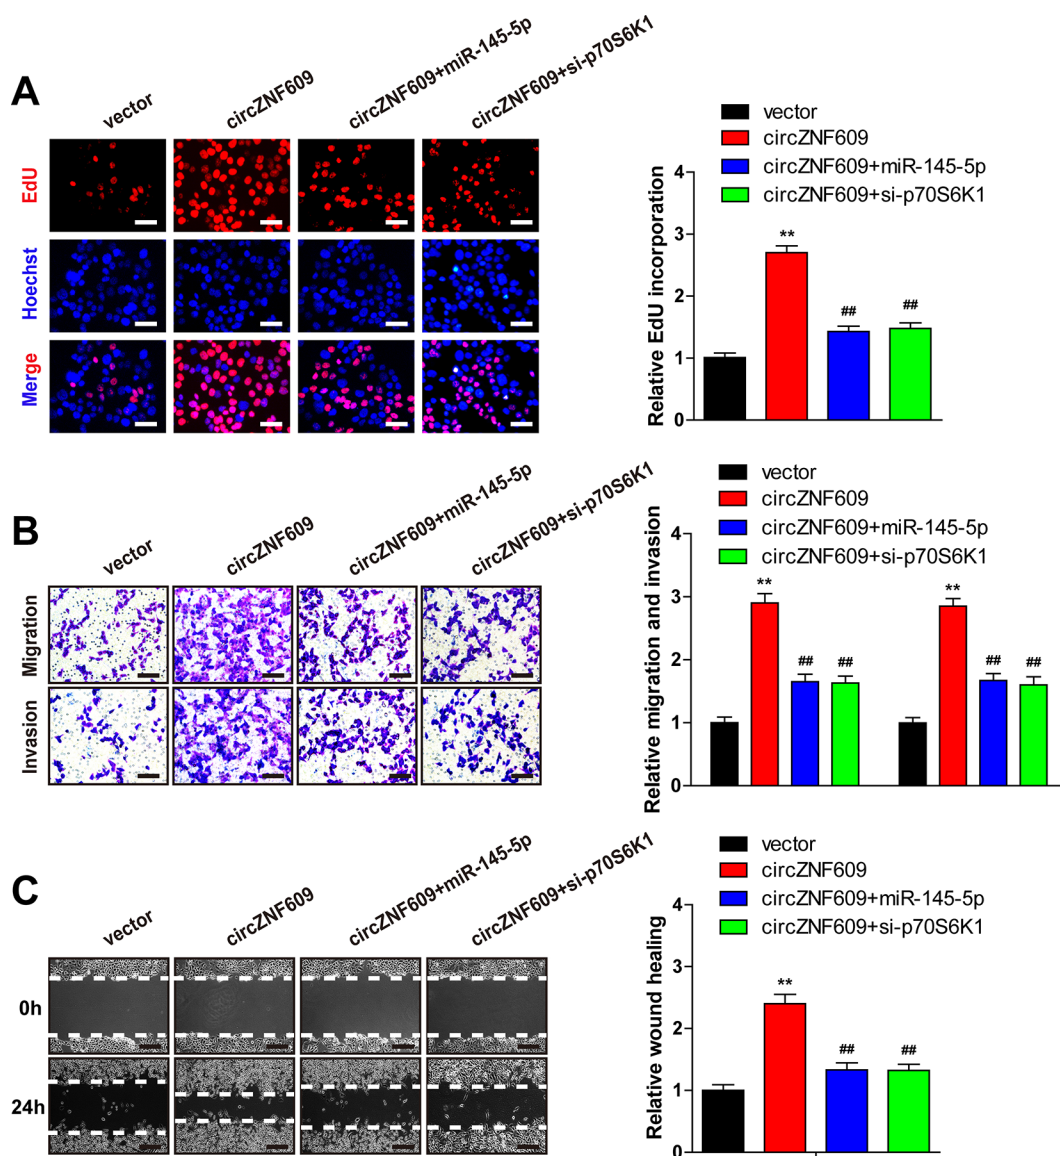 A
vector
circZNF609
circZNF609+miR-145-5p
circZNF609+si-p70S6K1
EdU
Hoechst
Merge
vector
circZNF609
circZNF609+miR-145-5p
circZNF609+si-p70S6K1
Relative EdU incorporation
4
3
2
1
0
**
##
##
B
vector
circZNF609
circZNF609+miR-145-5p
circZNF609+si-p70S6K1
Migration
Invasion
vector
circZNF609
circZNF609+miR-145-5p
circZNF609+si-p70S6K1
Relative migration and invasion
4
3
2
1
0
**
##
##
**
##
##
C
vector
circZNF609
circZNF609+miR-145-5p
circZNF609+si-p70S6K1
0h
24h
vector
circZNF609
circZNF609+miR-145-5p
circZNF609+si-p70S6K1
Relative wound healing
4
3
2
1
0
**
##
##